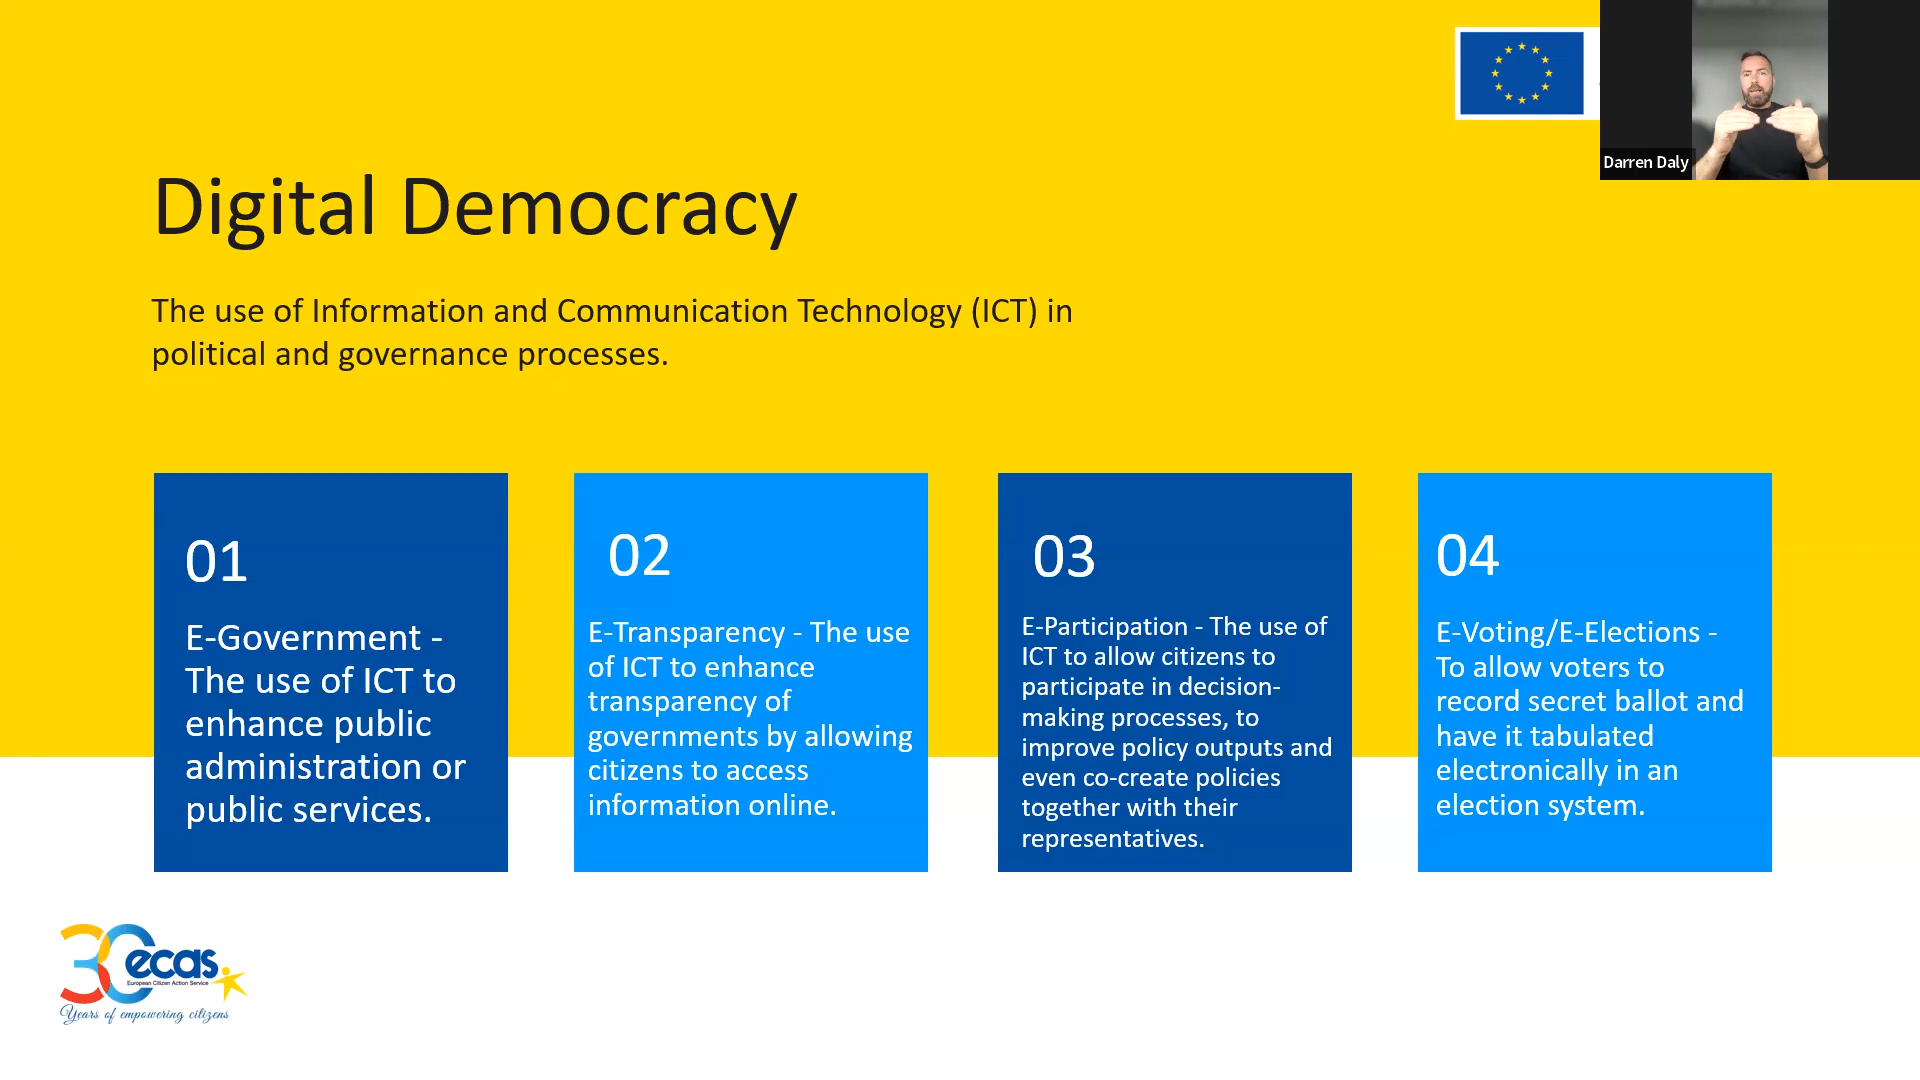 Darren Daly
Digital Democracy
The use of Information and Communication Technology (ICT) in
political and governance processes.
01
E-Government -
The use of ICT to
enhance public
administration or
public services.
02
E-Transparency - The use
of ICT to enhance
transparency of
governments by allowing
citizens to access
information online.
03
E-Participation - The use of
ICT to allow citizens to
participate in decision-
making processes, to
improve policy outputs and
even co-create policies
together with their
representatives.
04
E-Voting/E-Elections -
To allow voters to
record secret ballot and
have it tabulated
electronically in an
election system.
30 ecas
European Citizen Action Service
Years of empowering citizens